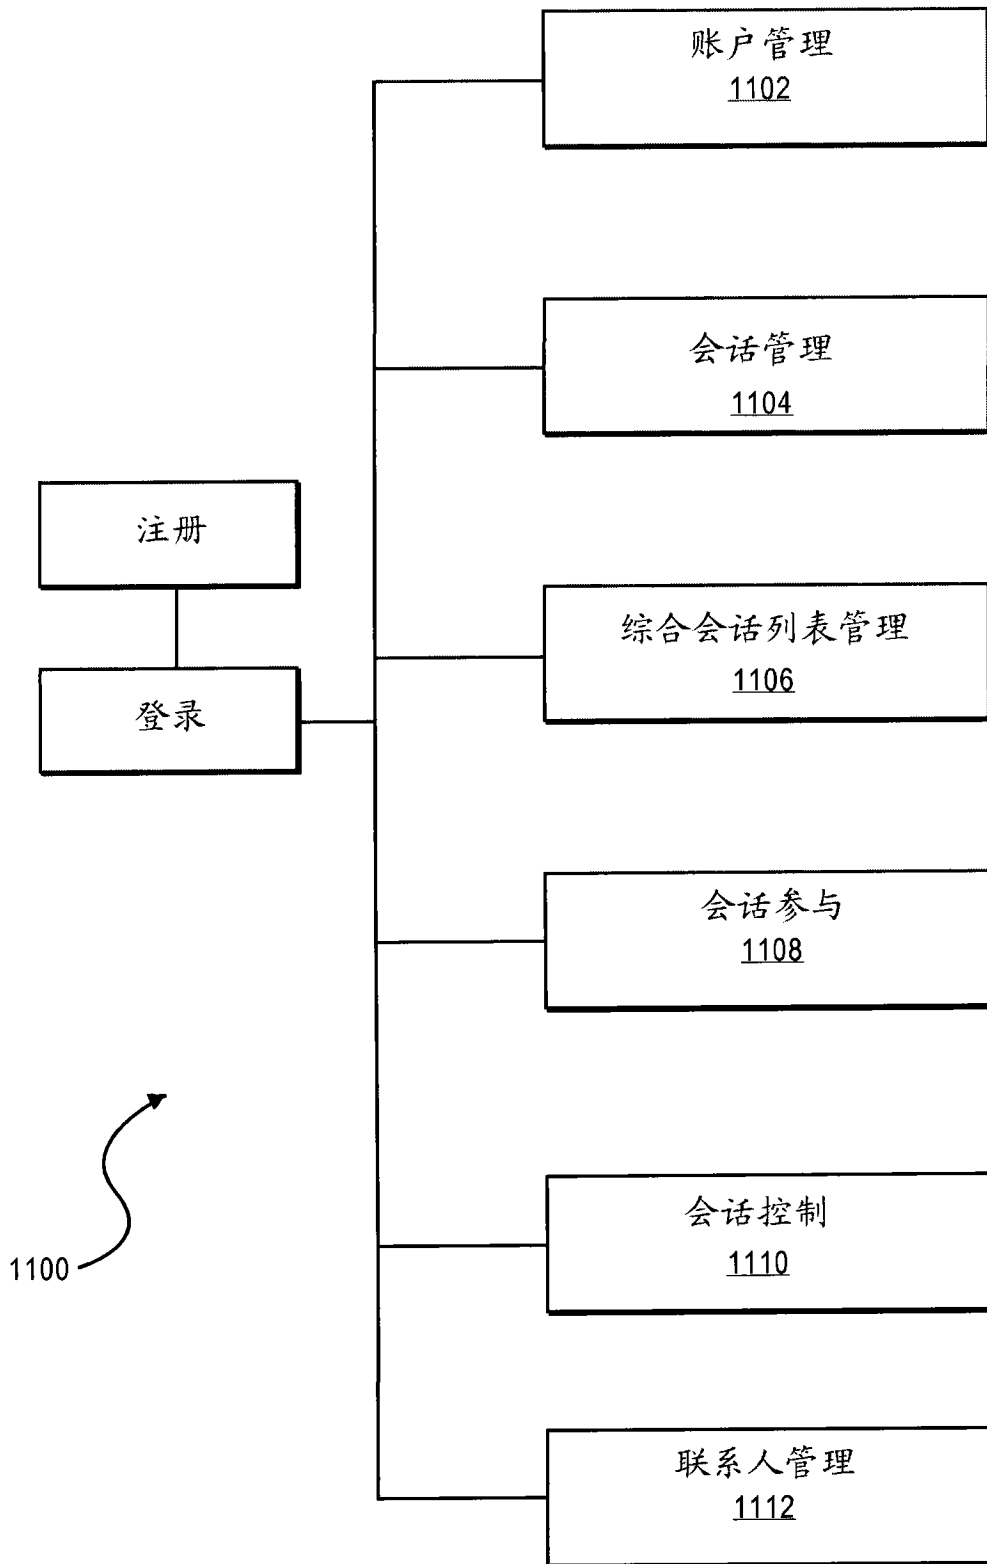 账户管理
1102
会话管理
1104
注册
综合会话列表管理
1106
登录
会话参与
1108
会话控制
1110
1100
联系人管理
1112